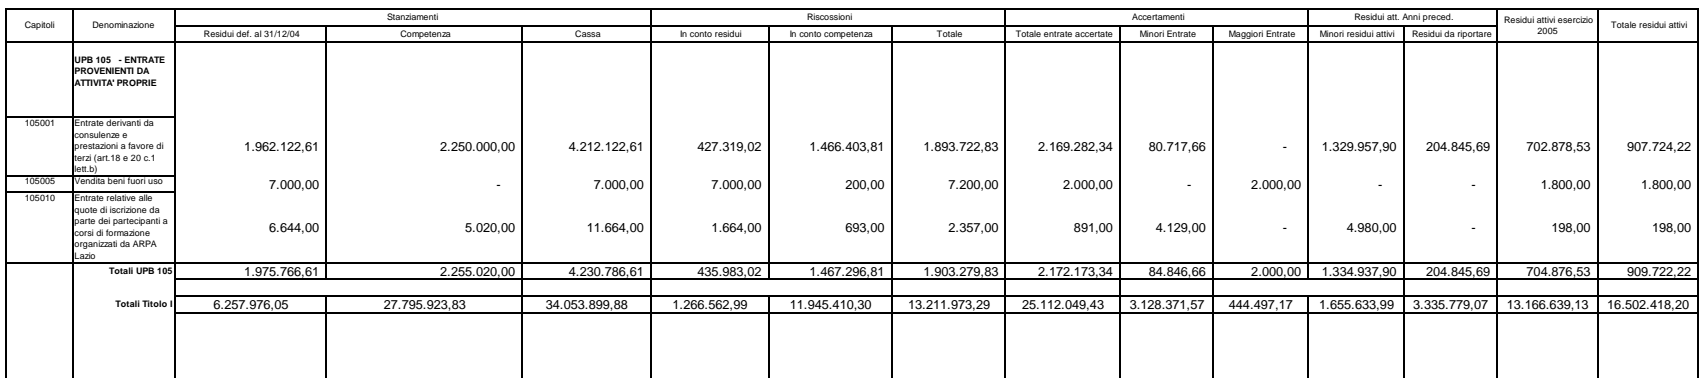 Capitoli Denominazione Stanziamenti Riscossioni Accertamenti Residui att. Anni preced. Residui attivi esercizio 2005 Totale residui attivi
Residui def. al 31/12/04 Competenza Cassa In conto residui In conto competenza Totale Totale entrate accertate Minori Entrate Maggiori Entrate Minori residui attivi Residui da riportare
UPB 105 - ENTRATE
PROVENIENTI DA
ATTIVITA' PROPRIE
105001 Entrate derivanti da
consulenze e
prestazioni a favore di
terzi (art.18 e 20 c.1
lett.b)
1.962.122,61 2.250.000,00 4.212.122,61 427.319,02 1.466.403,81 1.893.722,83 2.169.282,34 80.717,66 - 1.329.957,90 204.845,69 702.878,53 907.724,22
105005 Vendita beni fuori uso 7.000,00 - 7.000,00 7.000,00 200,00 7.200,00 2.000,00 - 2.000,00 - - 1.800,00 1.800,00
105010 Entrate relative alle
quote di iscrizione da
parte dei partecipanti a
corsi di formazione
organizzati da ARPA
Lazio
6.644,00 5.020,00 11.664,00 1.664,00 693,00 2.357,00 891,00 4.129,00 - 4.980,00 - 198,00 198,00
Totali UPB 105 1.975.766,61 2.255.020,00 4.230.786,61 435.983,02 1.467.296,81 1.903.279,83 2.172.173,34 84.846,66 2.000,00 1.334.937,90 204.845,69 704.876,53 909.722,22
Totali Titolo I 6.257.976,05 27.795.923,83 34.053.899,88 1.266.562,99 11.945.410,30 13.211.973,29 25.112.049,43 3.128.371,57 444.497,17 1.655.633,99 3.335.779,07 13.166.639,13 16.502.418,20